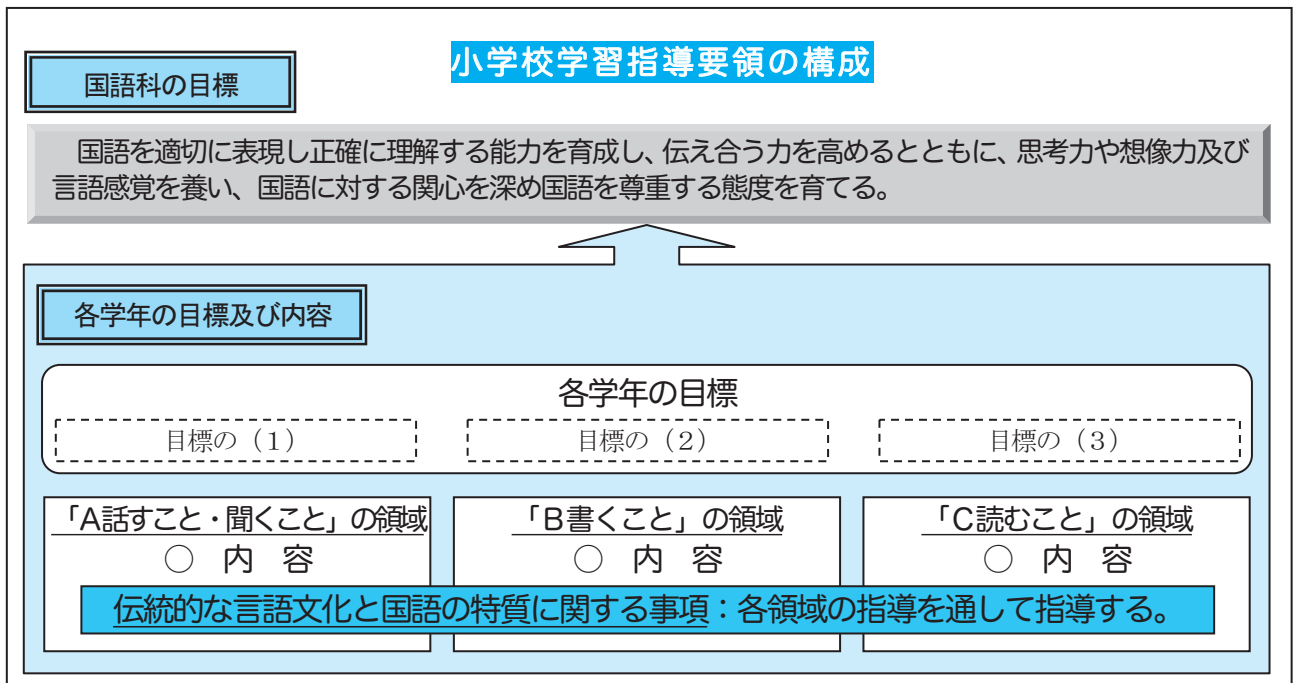 小学校学習指導要領の構成
国語科の目標
国語を適切に表現し正確に理解する能力を育成し、伝え合う力を高めるとともに、思考力や想像力及び
言語感覚を養い、国語に対する関心を深め国語を尊重する態度を育てる。
各学年の目標及び内容
各学年の目標
目標の（１）
目標の（２）
目標の（３）
「A話すこと・聞くこと」の領域
○　内　容
「B書くこと」の領域
○　内　容
「C読むこと」の領域
○　内　容
伝統的な言語文化と国語の特質に関する事項：各領域の指導を通して指導する。